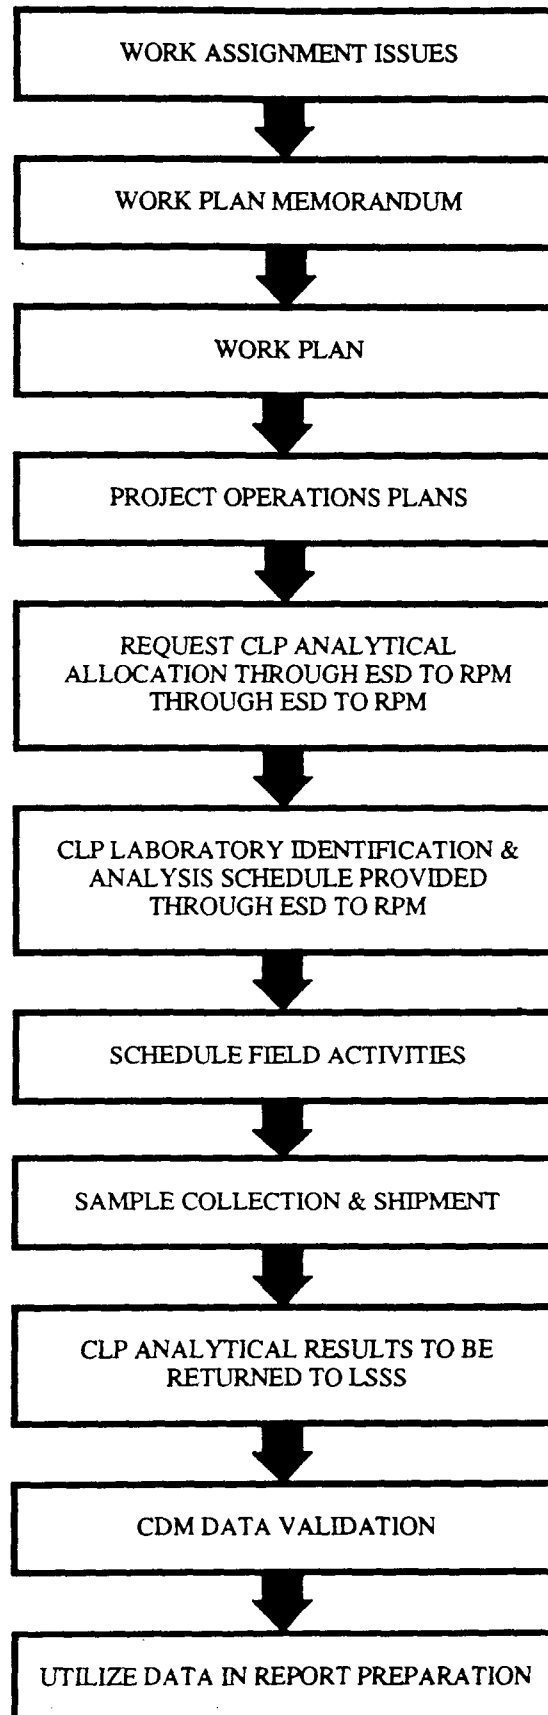 WORK ASSIGNMENT ISSUES
WORK PLAN MEMORANDUM
WORK PLAN
PROJECT OPERATIONS PLANS
REQUEST CLP ANALYTICAL
ALLOCATION THROUGH ESD TO RPM
THROUGH ESD TO RPM
CLP LABORATORY IDENTIFICATION &
ANALYSIS SCHEDULE PROVIDED
THROUGH ESD TO RPM
SCHEDULE FIELD ACTIVITIES
SAMPLE COLLECTION & SHIPMENT
CLP ANALYTICAL RESULTS TO BE
RETURNED TO LSSS
CDM DATA VALIDATION
UTILIZE DATA IN REPORT PREPARATION